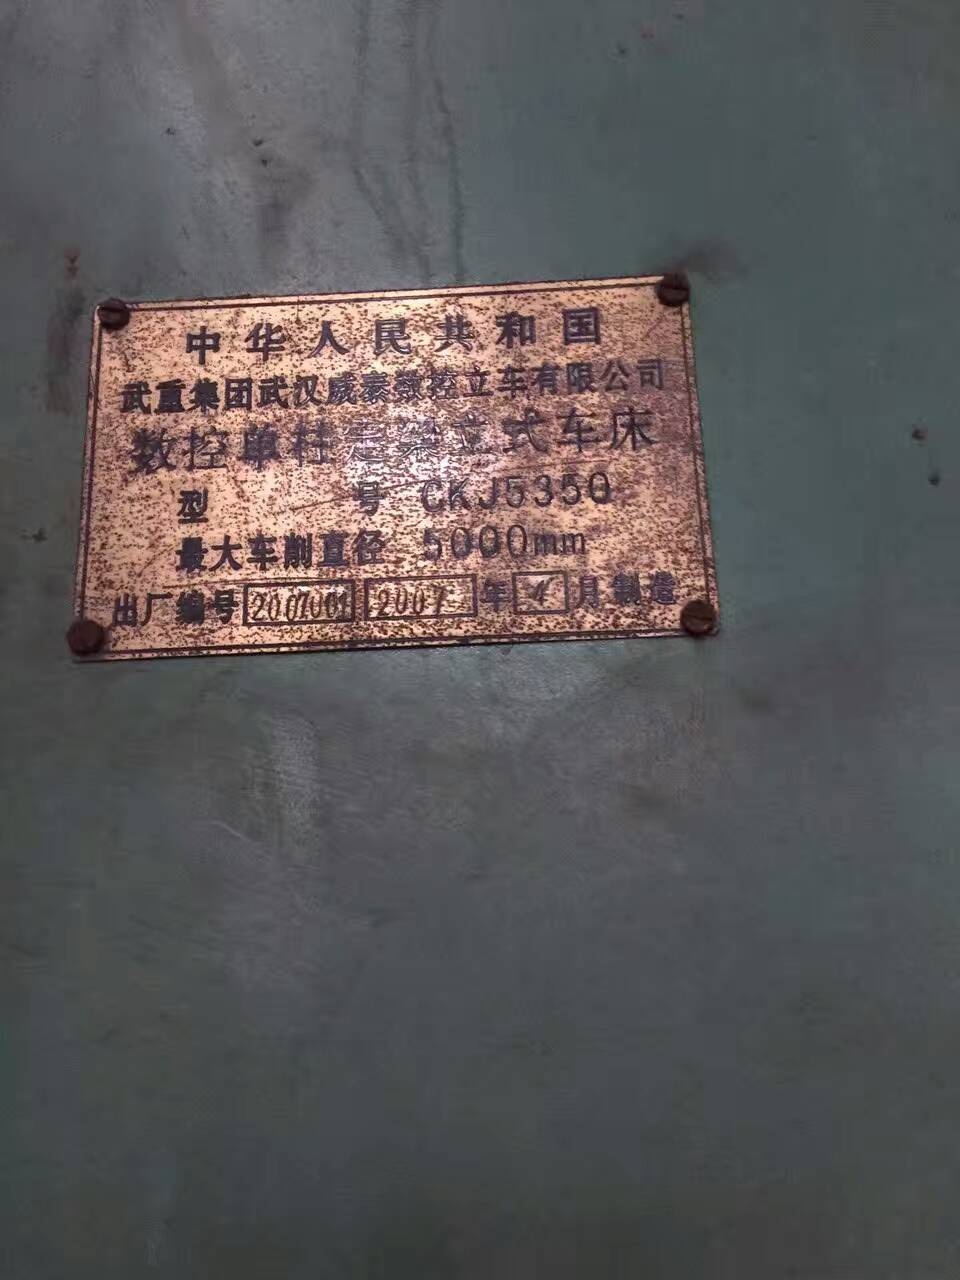 中华人民共和国
武重集团武汉威泰数控立车有限公司
数控单柱定梁立式车床
型 号 CKJ5350
最大车削直径 5000mm
出厂编号 2007001 2007 年 4 月 制造